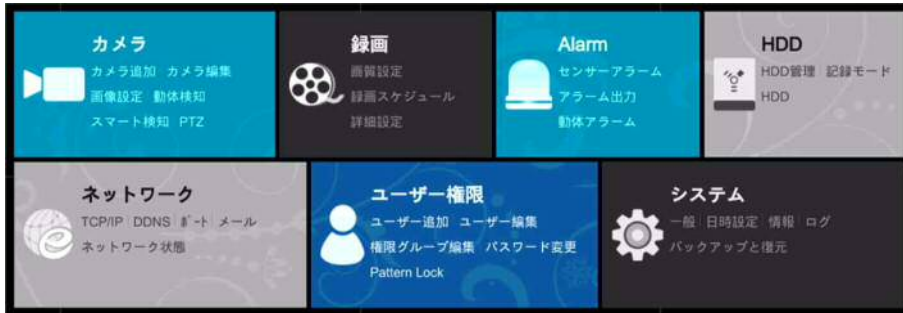 カメラ
カメラ追加 カメラ編集
画像設定 動体検知
スマート検知 PTZ
録画
画質設定
録画スケジュール
詳細設定
Alarm
センサーアラーム
アラーム出力
動体アラーム
HDD
HDD管理 記録モード
HDD
ネットワーク
TCP/IP DDNS ﾎﾟｰﾄ メール
ネットワーク状態
ユーザー権限
ユーザー追加 ユーザー編集
権限グループ編集 パスワード変更
Pattern Lock
システム
一般 日時設定 情報 ログ
バックアップと復元